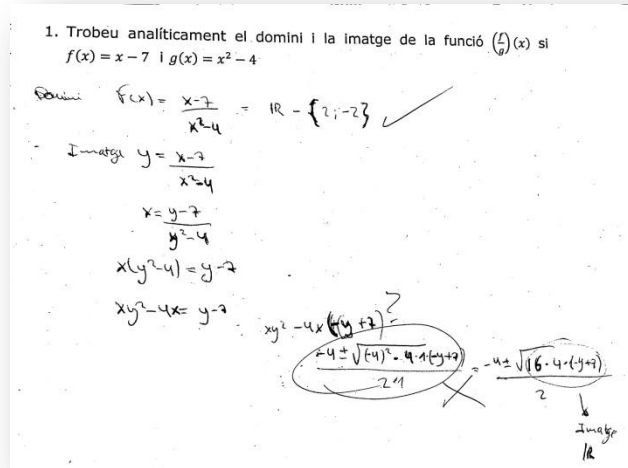 1. Trobeu analíticament el domini i la imatge de la funció (f/g)(x) si
f(x) = x − 7 i g(x) = x² − 4
Domini f(x) = x-7 / x²-4 = IR - {2;-2} ✓
Imatge y = x-7 / x²-4
x = y-7 / y²-4
x(y²-4) = y-7
xy²-4x = y-7
xy² -4x (-y +7) ?
-4 ± √(-4)² - 4·1·(-y+7) / 2·1 = -4 ± √16-4·(-y+7) / 2
Imatge
IR